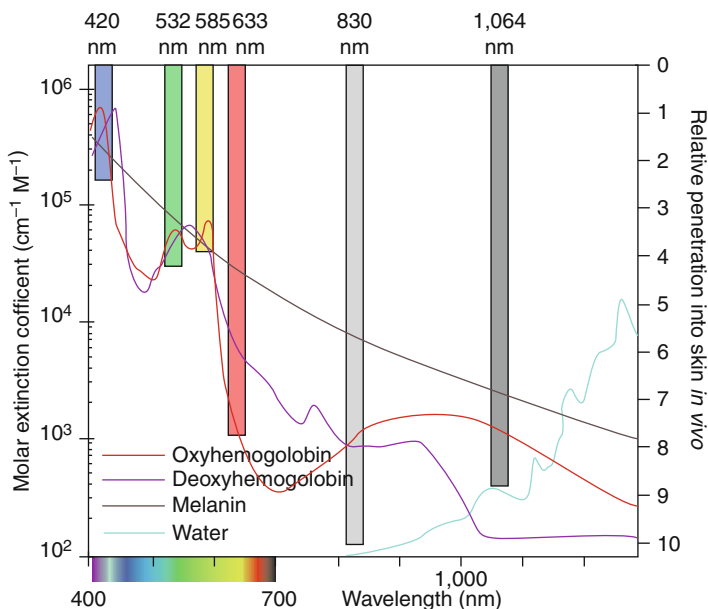 420 532 585 633 830 1,064
nm nm nm nm nm nm
10⁶
10⁵
10⁴
10³
10²
Molar extinction cofficent (cm⁻¹ M⁻¹)
0
1
2
3
4
5
6
7
8
9
10
Relative penetration into skin in vivo
Oxyhemogolobin
Deoxyhemogolobin
Melanin
Water
400 700 1,000
Wavelength (nm)